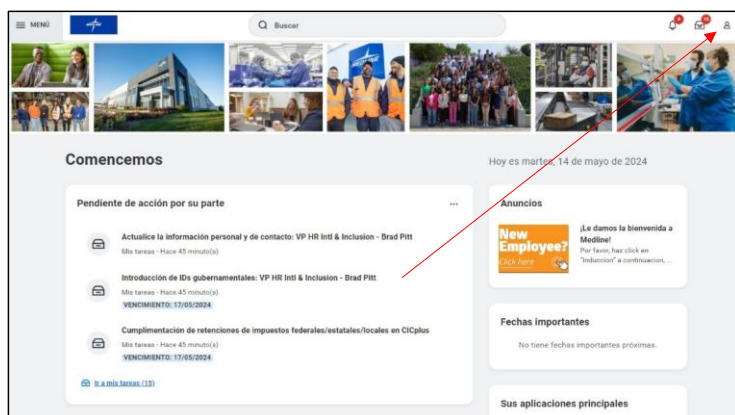 MENÚ
Buscar
Comencemos
Hoy es martes, 14 de mayo de 2024
Pendiente de acción por su parte
Actualice la información personal y de contacto: VP HR Intl & Inclusion - Brad Pitt
Mis tareas - Hace 45 minuto(s)
Introducción de IDs gubernamentales: VP HR Intl & Inclusion - Brad Pitt
Mis tareas - Hace 45 minuto(s)
VENCIMIENTO: 17/05/2024
Cumplimentación de retenciones de impuestos federales/estatales/locales en CICplus
Mis tareas - Hace 45 minuto(s)
VENCIMIENTO: 17/05/2024
Ir a mis tareas (15)
Anuncios
New
Employee?
Click here
¡Le damos la bienvenida a
Medline!
Por favor, haz click en
"Induccion" a continuacion, ...
Fechas importantes
No tiene fechas importantes próximas.
Sus aplicaciones principales